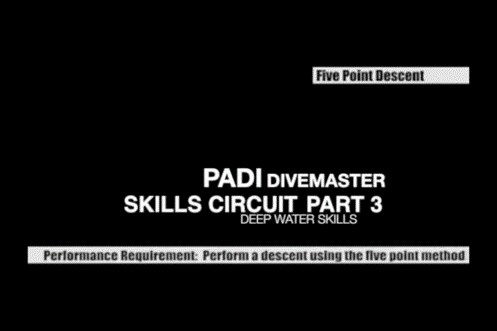 Five Point Descent
PADI DIVEMASTER
SKILLS CIRCUIT PART 3
DEEP WATER SKILLS
Performance Requirement: Perform a descent using the five point method